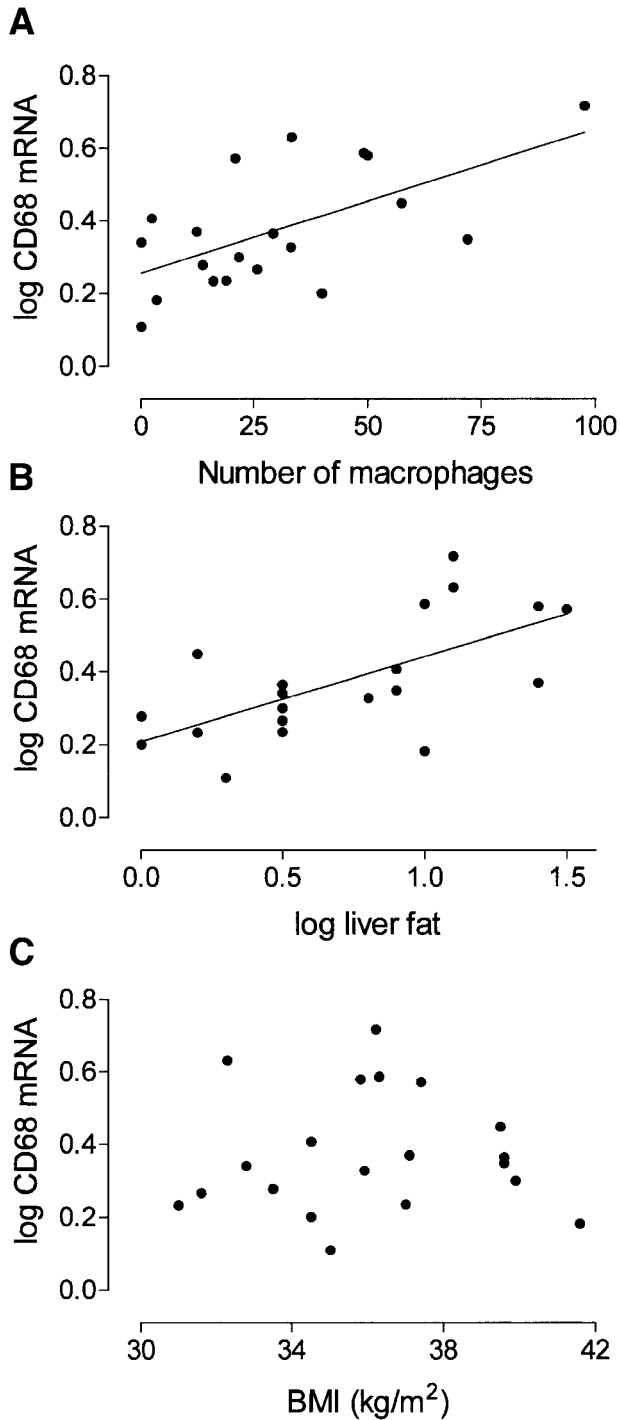 A
log CD68 mRNA
0.8
0.6
0.4
0.2
0.0
0 25 50 75 100
Number of macrophages
B
log CD68 mRNA
0.8
0.6
0.4
0.2
0.0
0.0 0.5 1.0 1.5
log liver fat
C
log CD68 mRNA
0.8
0.6
0.4
0.2
0.0
30 34 38 42
BMI (kg/m²)